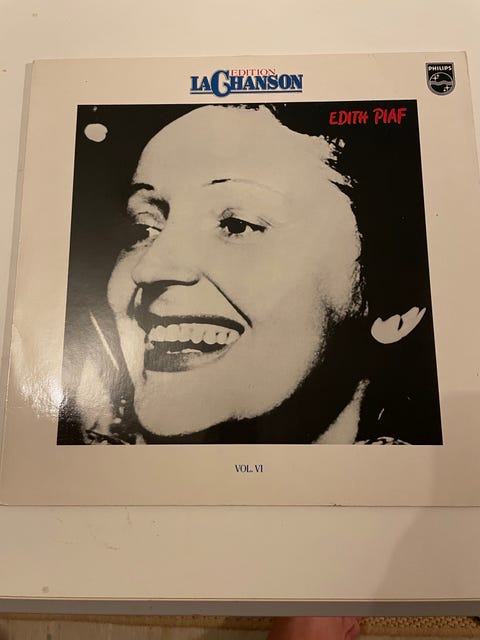 EDITION
LA CHANSON
PHILIPS
EDITH PIAF
VOL. VI